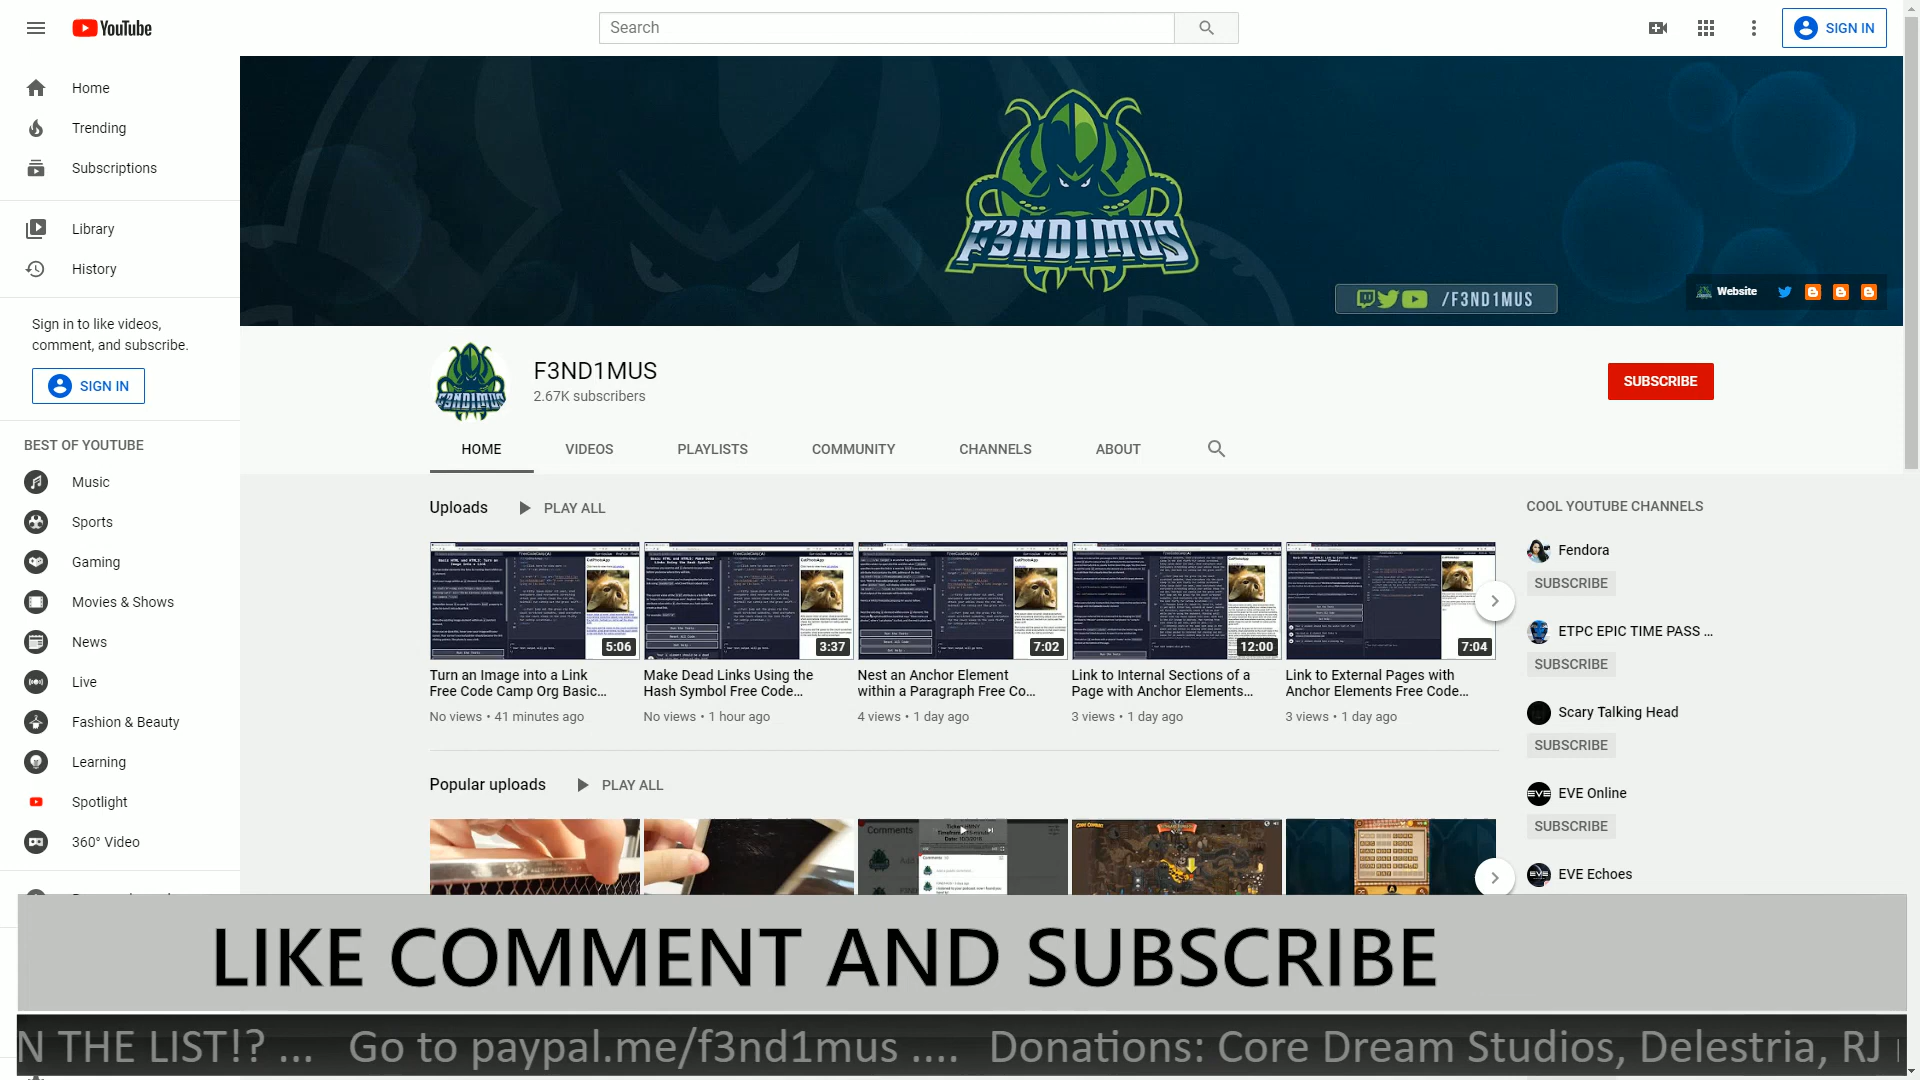 YouTube
Search
SIGN IN
Home
Trending
Subscriptions
Library
History
Sign in to like videos,
comment, and subscribe.
SIGN IN
BEST OF YOUTUBE
Music
Sports
Gaming
Movies & Shows
News
Live
Fashion & Beauty
Learning
Spotlight
360° Video
F3ND1MUS
/F3ND1MUS
Website
F3ND1MUS
F3ND1MUS
2.67K subscribers
SUBSCRIBE
HOME VIDEOS PLAYLISTS COMMUNITY CHANNELS ABOUT
Uploads PLAY ALL
5:06
Turn an Image into a Link
Free Code Camp Org Basic...
No views • 41 minutes ago
3:37
Make Dead Links Using the
Hash Symbol Free Code...
No views • 1 hour ago
7:02
Nest an Anchor Element
within a Paragraph Free Co...
4 views • 1 day ago
12:00
Link to Internal Sections of a
Page with Anchor Elements...
3 views • 1 day ago
7:04
Link to External Pages with
Anchor Elements Free Code...
3 views • 1 day ago
Popular uploads PLAY ALL
Comments
COOL YOUTUBE CHANNELS
Fendora
SUBSCRIBE
ETPC EPIC TIME PASS ...
SUBSCRIBE
Scary Talking Head
SUBSCRIBE
EVE Online
SUBSCRIBE
EVE Echoes
LIKE COMMENT AND SUBSCRIBE
N THE LIST!? ... Go to paypal.me/f3nd1mus .... Donations: Core Dream Studios, Delestria, RJ